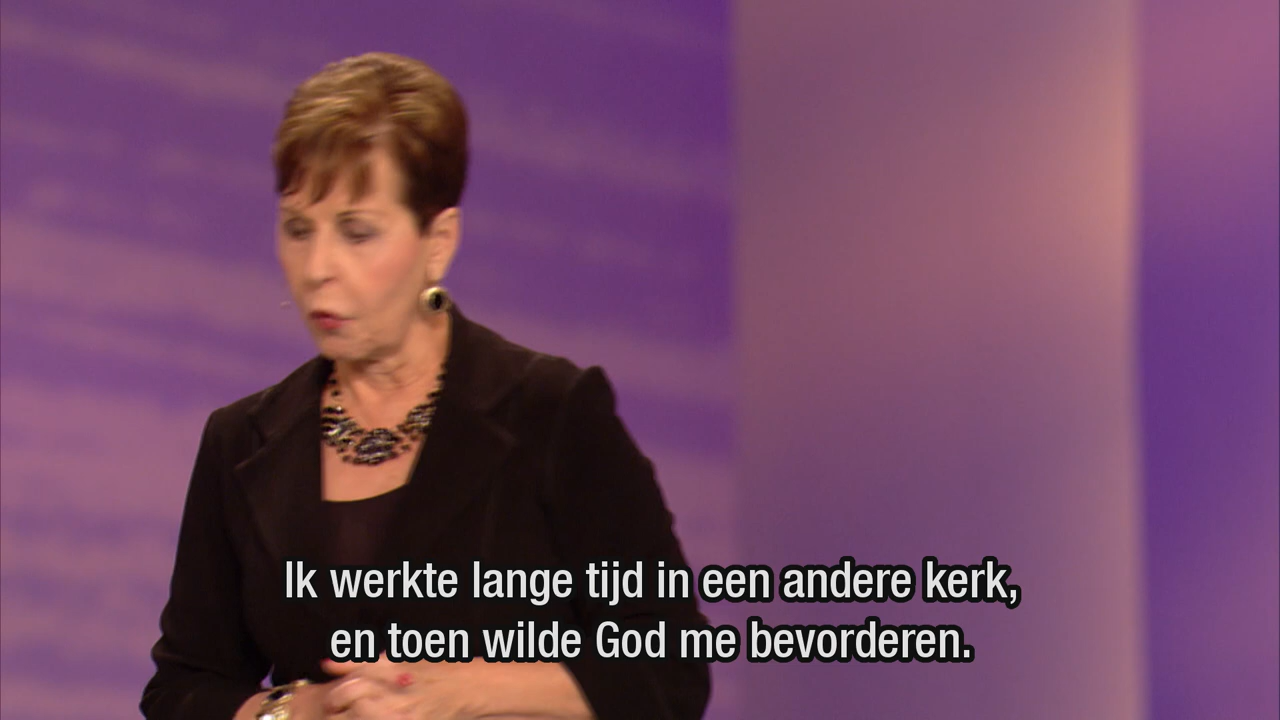 Ik werkte lange tijd in een andere kerk,
en toen wilde God me bevorderen.